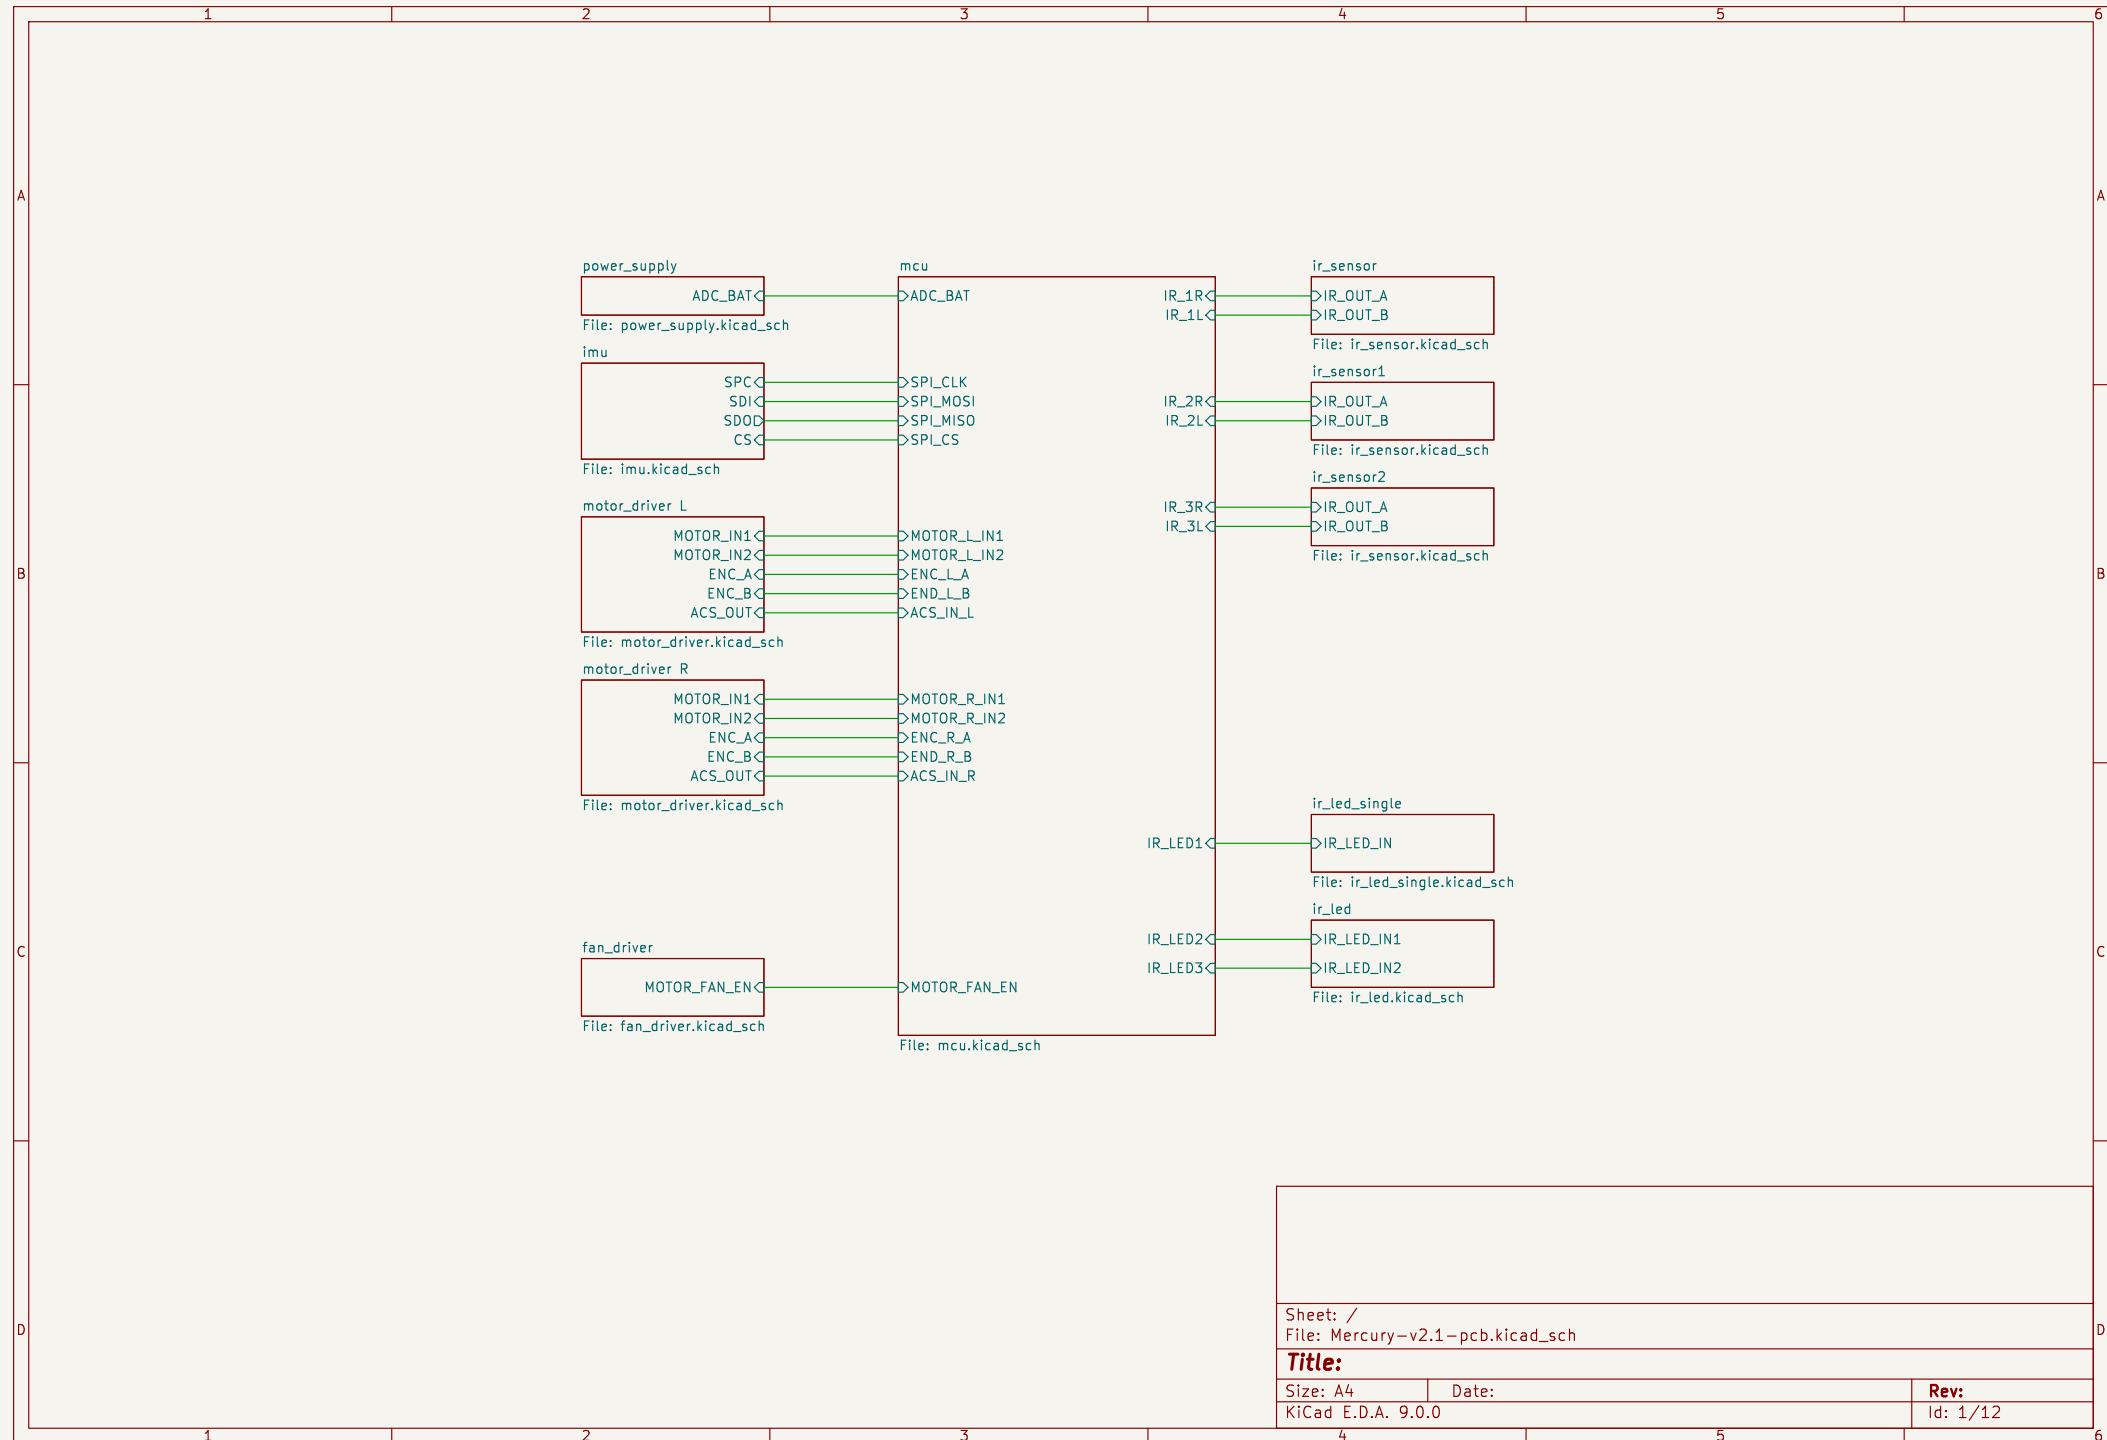 1 2 3 4 5 6
A A
B B
C C
D D
power_supply
ADC_BAT
File: power_supply.kicad_sch
imu
SPC
SDI
SDO
CS
File: imu.kicad_sch
motor_driver L
MOTOR_IN1
MOTOR_IN2
ENC_A
ENC_B
ACS_OUT
File: motor_driver.kicad_sch
motor_driver R
MOTOR_IN1
MOTOR_IN2
ENC_A
ENC_B
ACS_OUT
File: motor_driver.kicad_sch
fan_driver
MOTOR_FAN_EN
File: fan_driver.kicad_sch
mcu
ADC_BAT
SPI_CLK
SPI_MOSI
SPI_MISO
SPI_CS
MOTOR_L_IN1
MOTOR_L_IN2
ENC_L_A
END_L_B
ACS_IN_L
MOTOR_R_IN1
MOTOR_R_IN2
ENC_R_A
END_R_B
ACS_IN_R
MOTOR_FAN_EN
IR_1R
IR_1L
IR_2R
IR_2L
IR_3R
IR_3L
IR_LED1
IR_LED2
IR_LED3
File: mcu.kicad_sch
ir_sensor
IR_OUT_A
IR_OUT_B
File: ir_sensor.kicad_sch
ir_sensor1
IR_OUT_A
IR_OUT_B
File: ir_sensor.kicad_sch
ir_sensor2
IR_OUT_A
IR_OUT_B
File: ir_sensor.kicad_sch
ir_led_single
IR_LED_IN
File: ir_led_single.kicad_sch
ir_led
IR_LED_IN1
IR_LED_IN2
File: ir_led.kicad_sch
Sheet: /
File: Mercury-v2.1-pcb.kicad_sch
Title:
Size: A4 Date: Rev:
KiCad E.D.A. 9.0.0 Id: 1/12
1 2 3 4 5 6